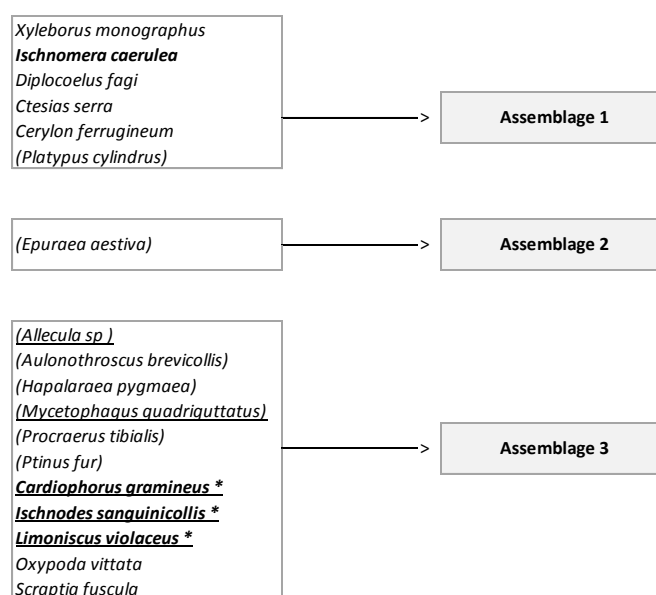 Xyleborus monographus
Ischnomera caerulea
Diplocoelus fagi
Ctesias serra
Cerylon ferrugineum
(Platypus cylindrus)
> Assemblage 1
(Epuraea aestiva)
> Assemblage 2
(Allecula sp )
(Aulonothroscus brevicollis)
(Hapalaraea pygmaea)
(Mycetophagus quadriguttatus)
(Procraerus tibialis)
(Ptinus fur)
Cardiophorus gramineus *
Ischnodes sanguinicollis *
Limoniscus violaceus *
Oxypoda vittata
Scraptia fuscula
> Assemblage 3